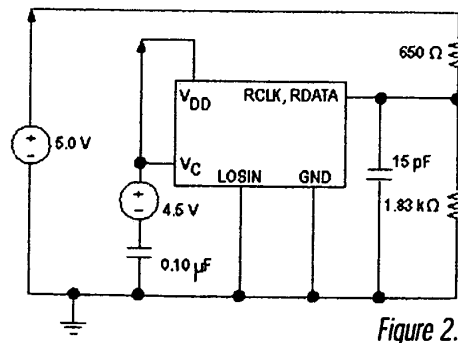 650 Ω
V_DD RCLK, RDATA
5.0 V
V_C
15 pF
LOSIN GND
4.5 V
1.83 kΩ
0.10 μF
Figure 2.